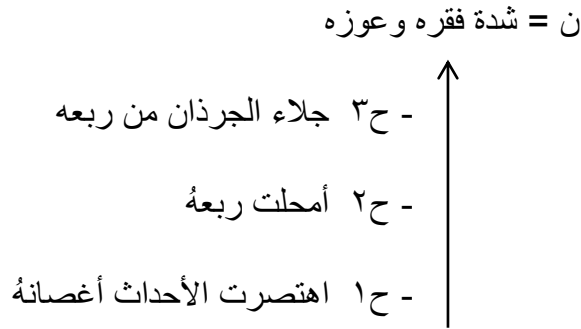 ن = شدة فقره وعوزه
- ح٣ جلاء الجرذان من ربعه
- ح٢ أمحلت ربعهُ
- ح١ اهتصرت الأحداث أغصانهُ